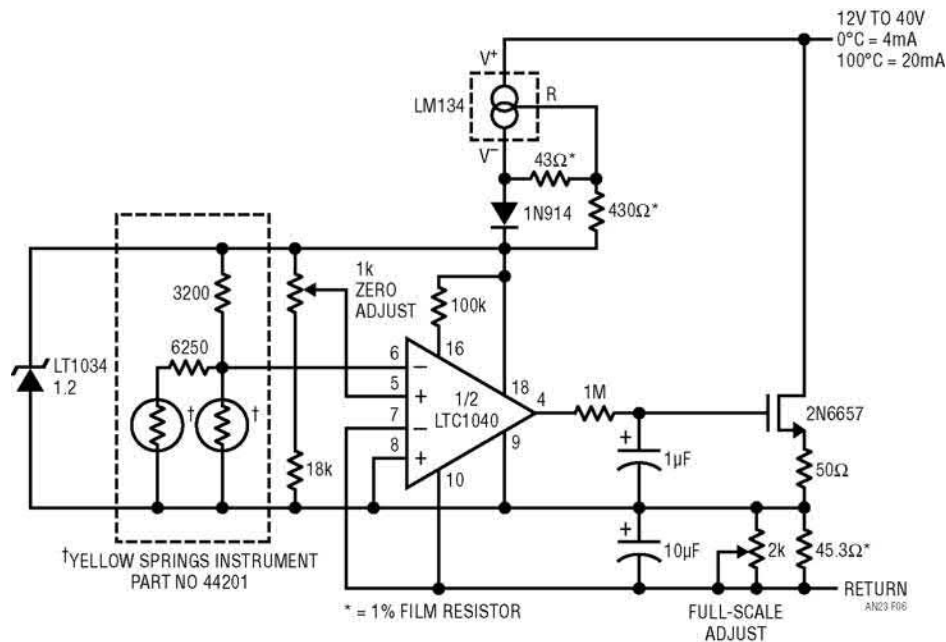 12V TO 40V
0°C = 4mA
100°C = 20mA
V+
LM134
R
V–
43Ω*
1N914
430Ω*
3200
1k
ZERO
ADJUST
100k
6250
LT1034
1.2
†
†
6
5
7
8
16
1/2
LTC1040
18
4
9
10
1M
2N6657
1µF
50Ω
18k
10µF
2k
45.3Ω*
†YELLOW SPRINGS INSTRUMENT
PART NO 44201
* = 1% FILM RESISTOR
FULL-SCALE
ADJUST
RETURN
AN23 F06
−
+
−
+
+
+